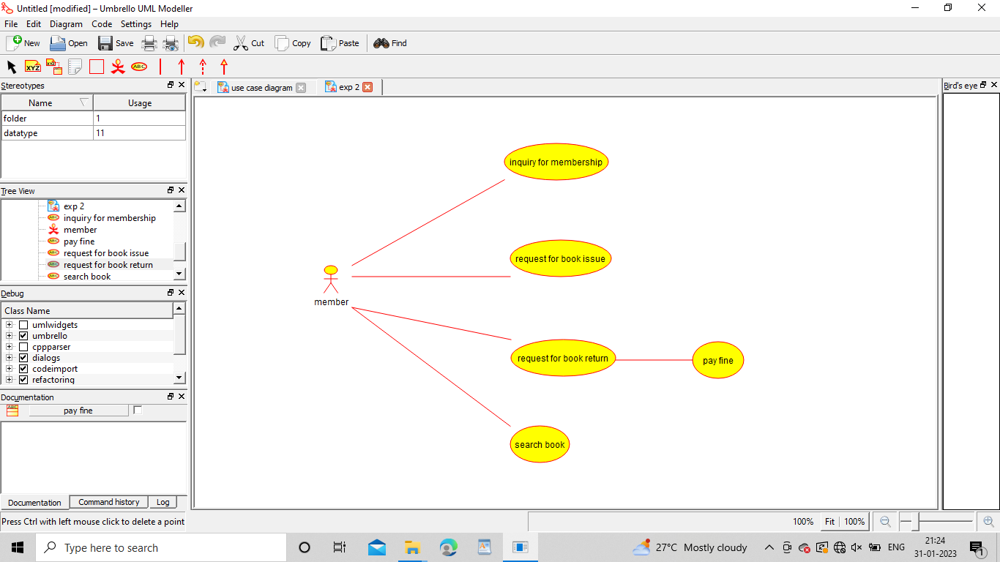 Untitled [modified] – Umbrello UML Modeller
File Edit Diagram Code Settings Help
New Open Save Cut Copy Paste Find
XYZ XYZ ABC
Stereotypes
Name Usage
folder 1
datatype 11
Tree View
exp 2
inquiry for membership
member
pay fine
request for book issue
request for book return
search book
Debug
Class Name
umlwidgets
umbrello
cppparser
dialogs
codeimport
refactoring
Documentation
pay fine
Documentation Command history Log
use case diagram exp 2
inquiry for membership
request for book issue
member
request for book return
pay fine
search book
Bird's eye
Press Ctrl with left mouse click to delete a point
100% Fit 100%
Type here to search
27°C Mostly cloudy
ENG
21:24
31-01-2023
1